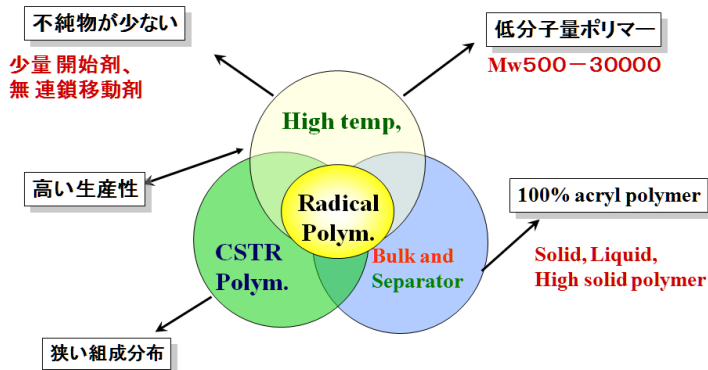 不純物が少ない
少量 開始剤、
無 連鎖移動剤
低分子量ポリマー
Mw500－30000
High temp,
高い生産性
Radical
Polym.
100% acryl polymer
CSTR
Polym.
Bulk and
Separator
Solid, Liquid,
High solid polymer
狭い組成分布